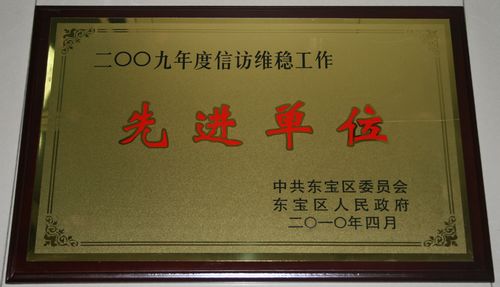 二〇〇九年度信访维稳工作
先进单位
中共东宝区委员会
东宝区人民政府
二〇一〇年四月